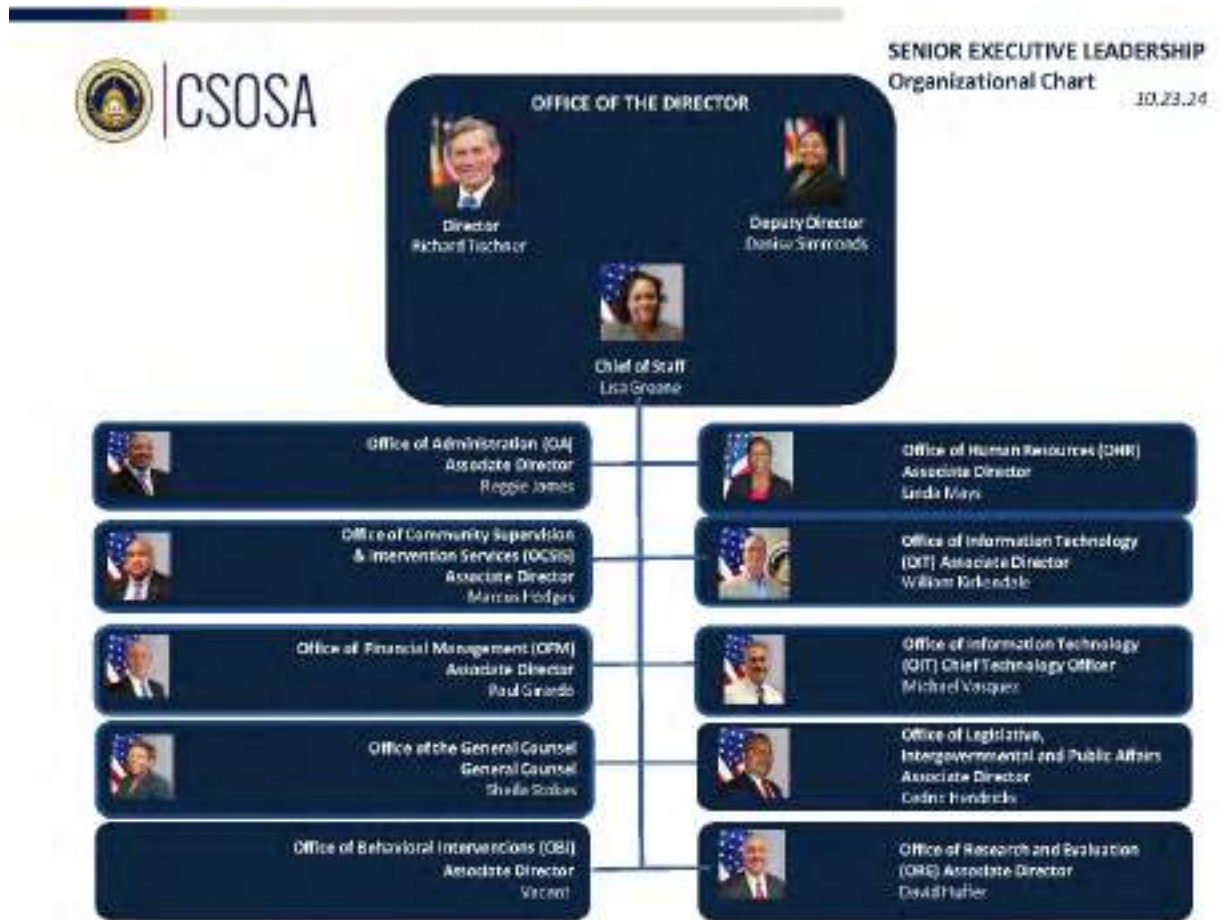 CSOSA
SENIOR EXECUTIVE LEADERSHIP
Organizational Chart
10.23.24
OFFICE OF THE DIRECTOR
Director
Richard Tischner
Deputy Director
Denise Simmonds
Chief of Staff
Lisa Greene
Office of Administration (OA)
Associate Director
Reggie James
Office of Community Supervision
& Intervention Services (OCSIS)
Associate Director
Marcus Hodges
Office of Financial Management (OFM)
Associate Director
Paul Girardo
Office of the General Counsel
General Counsel
Sheila Stokes
Office of Behavioral Interventions (OBI)
Associate Director
Vacant
Office of Human Resources (OHR)
Associate Director
Linda Mays
Office of Information Technology
(OIT) Associate Director
William Kirkendale
Office of Information Technology
(OIT) Chief Technology Officer
Michael Vasquez
Office of Legislative,
Intergovernmental and Public Affairs
Associate Director
Cedric Hendricks
Office of Research and Evaluation
(ORE) Associate Director
David Huffer